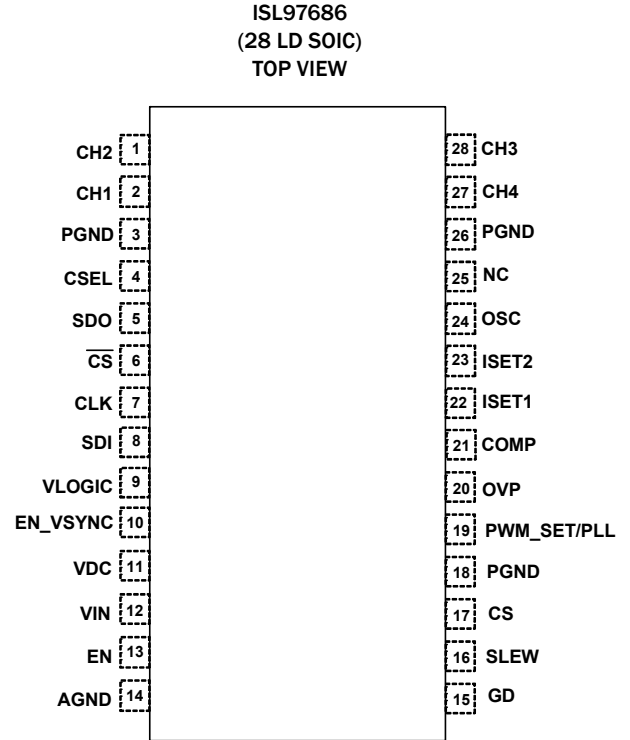 ISL97686
(28 LD SOIC)
TOP VIEW
CH2 1
CH1 2
PGND 3
CSEL 4
SDO 5
C̅S̅ 6
CLK 7
SDI 8
VLOGIC 9
EN_VSYNC 10
VDC 11
VIN 12
EN 13
AGND 14
28 CH3
27 CH4
26 PGND
25 NC
24 OSC
23 ISET2
22 ISET1
21 COMP
20 OVP
19 PWM_SET/PLL
18 PGND
17 CS
16 SLEW
15 GD